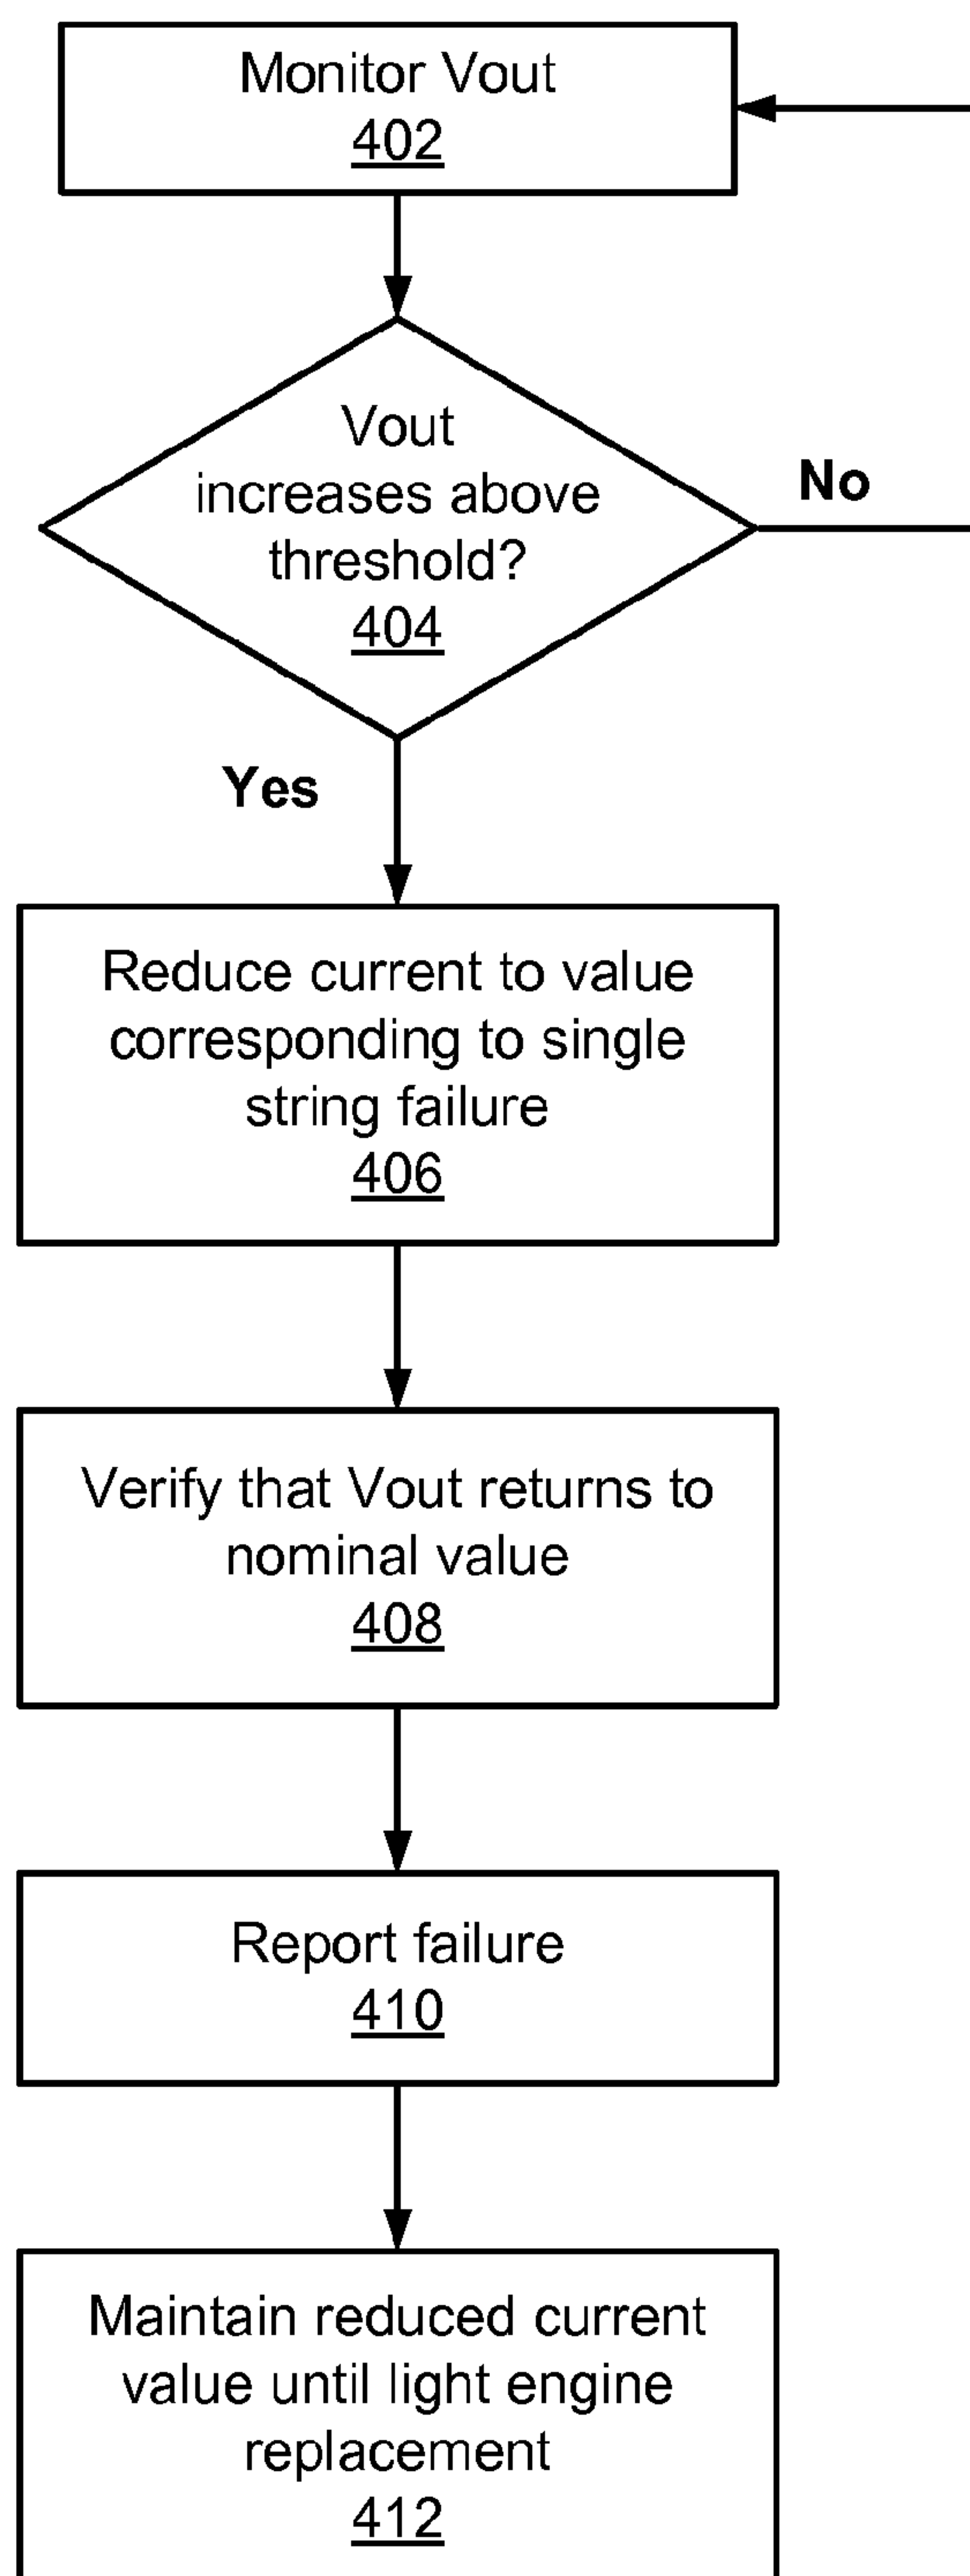 Monitor Vout
402
Vout
increases above
threshold?
404
No
Yes
Reduce current to value
corresponding to single
string failure
406
Verify that Vout returns to
nominal value
408
Report failure
410
Maintain reduced current
value until light engine
replacement
412